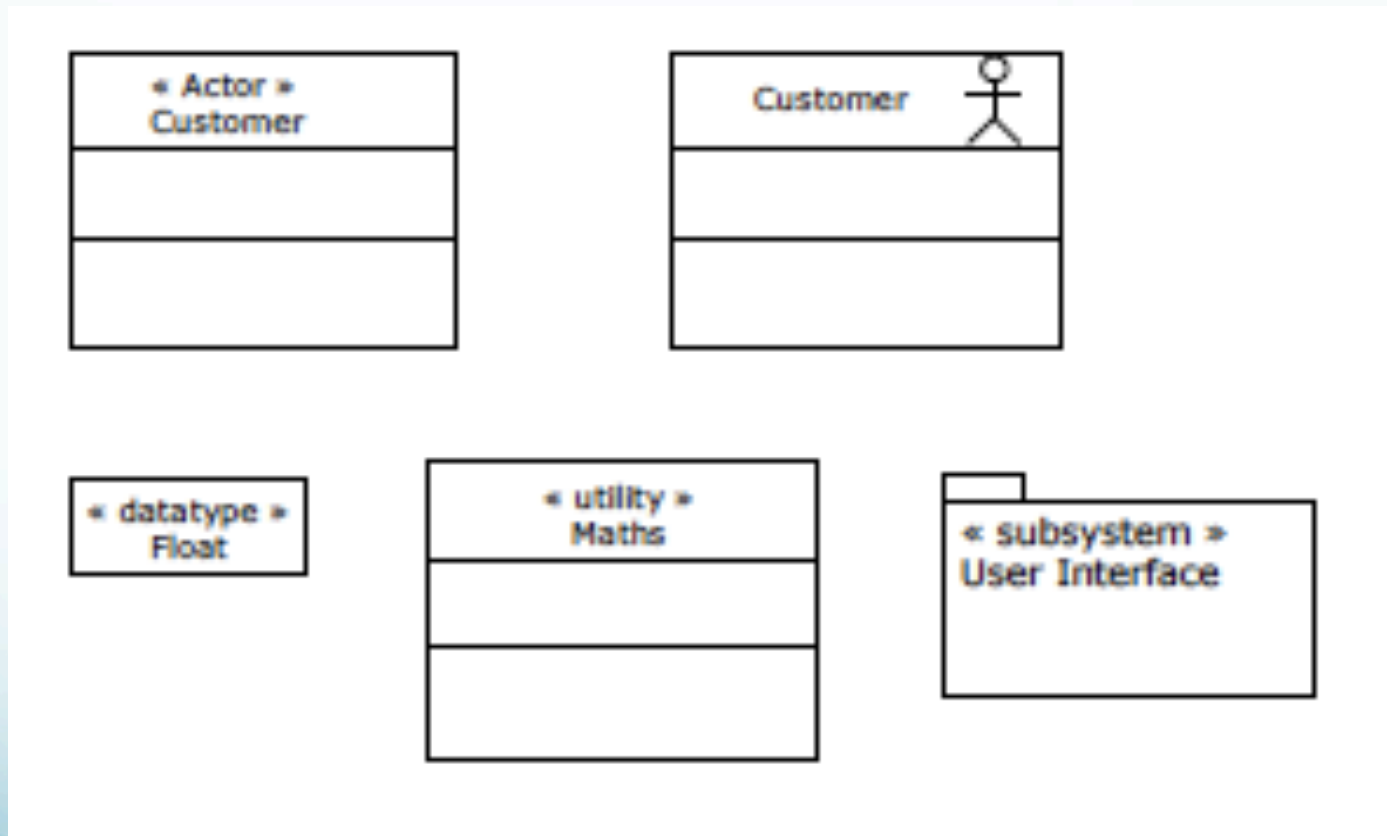 « Actor »
Customer
Customer
« datatype »
Float
« utility »
Maths
« subsystem »
User Interface